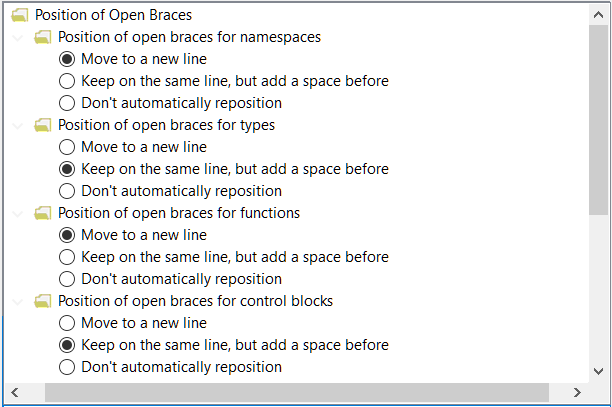 Position of Open Braces
Position of open braces for namespaces
Move to a new line
Keep on the same line, but add a space before
Don't automatically reposition
Position of open braces for types
Move to a new line
Keep on the same line, but add a space before
Don't automatically reposition
Position of open braces for functions
Move to a new line
Keep on the same line, but add a space before
Don't automatically reposition
Position of open braces for control blocks
Move to a new line
Keep on the same line, but add a space before
Don't automatically reposition